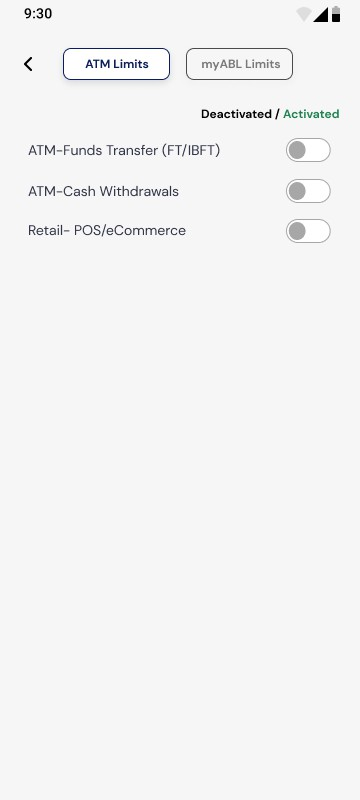 9:30
ATM Limits
myABL Limits
Deactivated / Activated
ATM-Funds Transfer (FT/IBFT)
ATM-Cash Withdrawals
Retail- POS/eCommerce